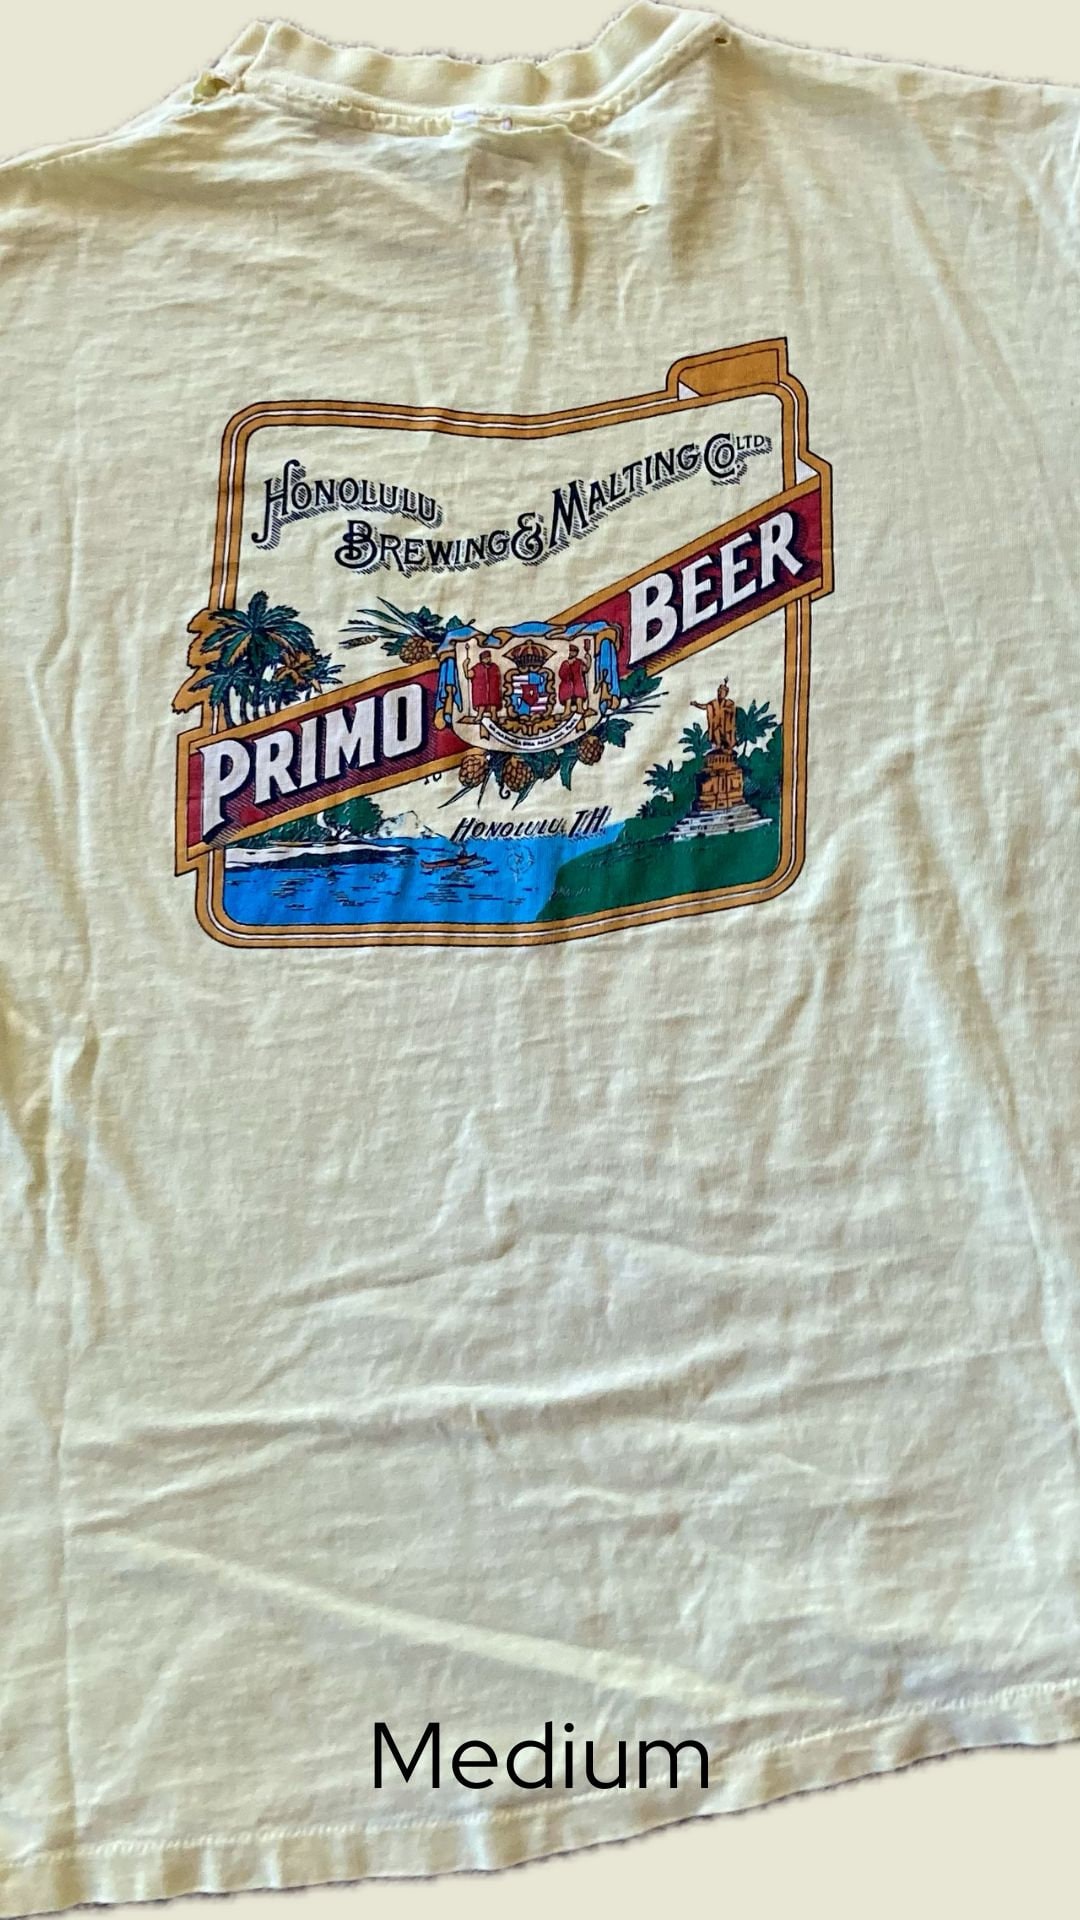 HONOLULU
BREWING & MALTING CO LTD.
PRIMO BEER
HONOLULU, T.H.
Medium